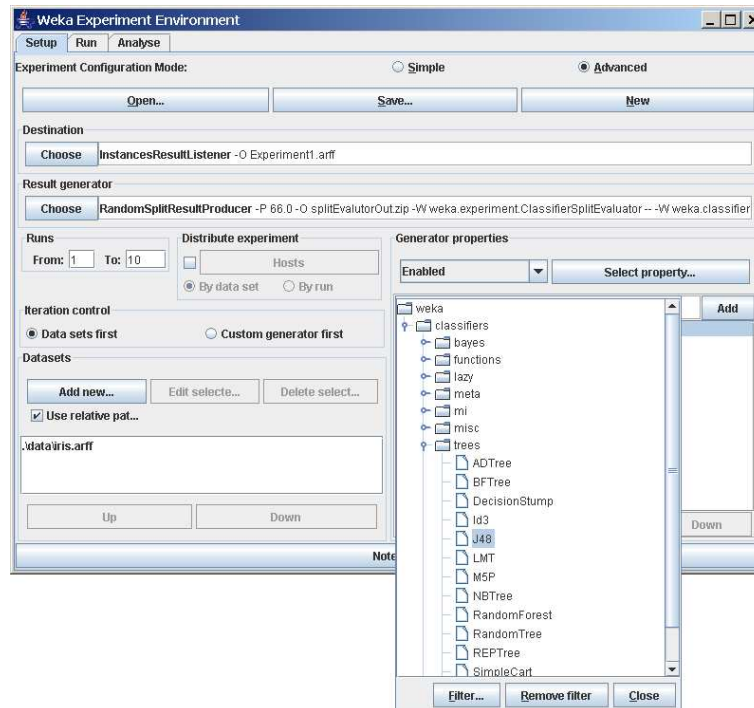 Weka Experiment Environment
Setup Run Analyse
Experiment Configuration Mode: Simple Advanced
Open... Save... New
Destination
Choose InstancesResultListener -O Experiment1.arff
Result generator
Choose RandomSplitResultProducer -P 66.0 -O splitEvalutorOut.zip -W weka.experiment.ClassifierSplitEvaluator -- -W weka.classifier
Runs
From: 1 To: 10
Distribute experiment
Hosts
By data set By run
Generator properties
Enabled Select property...
Iteration control
Data sets first Custom generator first
Datasets
Add new... Edit selecte... Delete select...
Use relative pat...
.\data\iris.arff
Up Down
Note
Add
weka
classifiers
bayes
functions
lazy
meta
mi
misc
trees
ADTree
BFTree
DecisionStump
Id3
J48
LMT
M5P
NBTree
RandomForest
RandomTree
REPTree
SimpleCart
Down
Filter... Remove filter Close